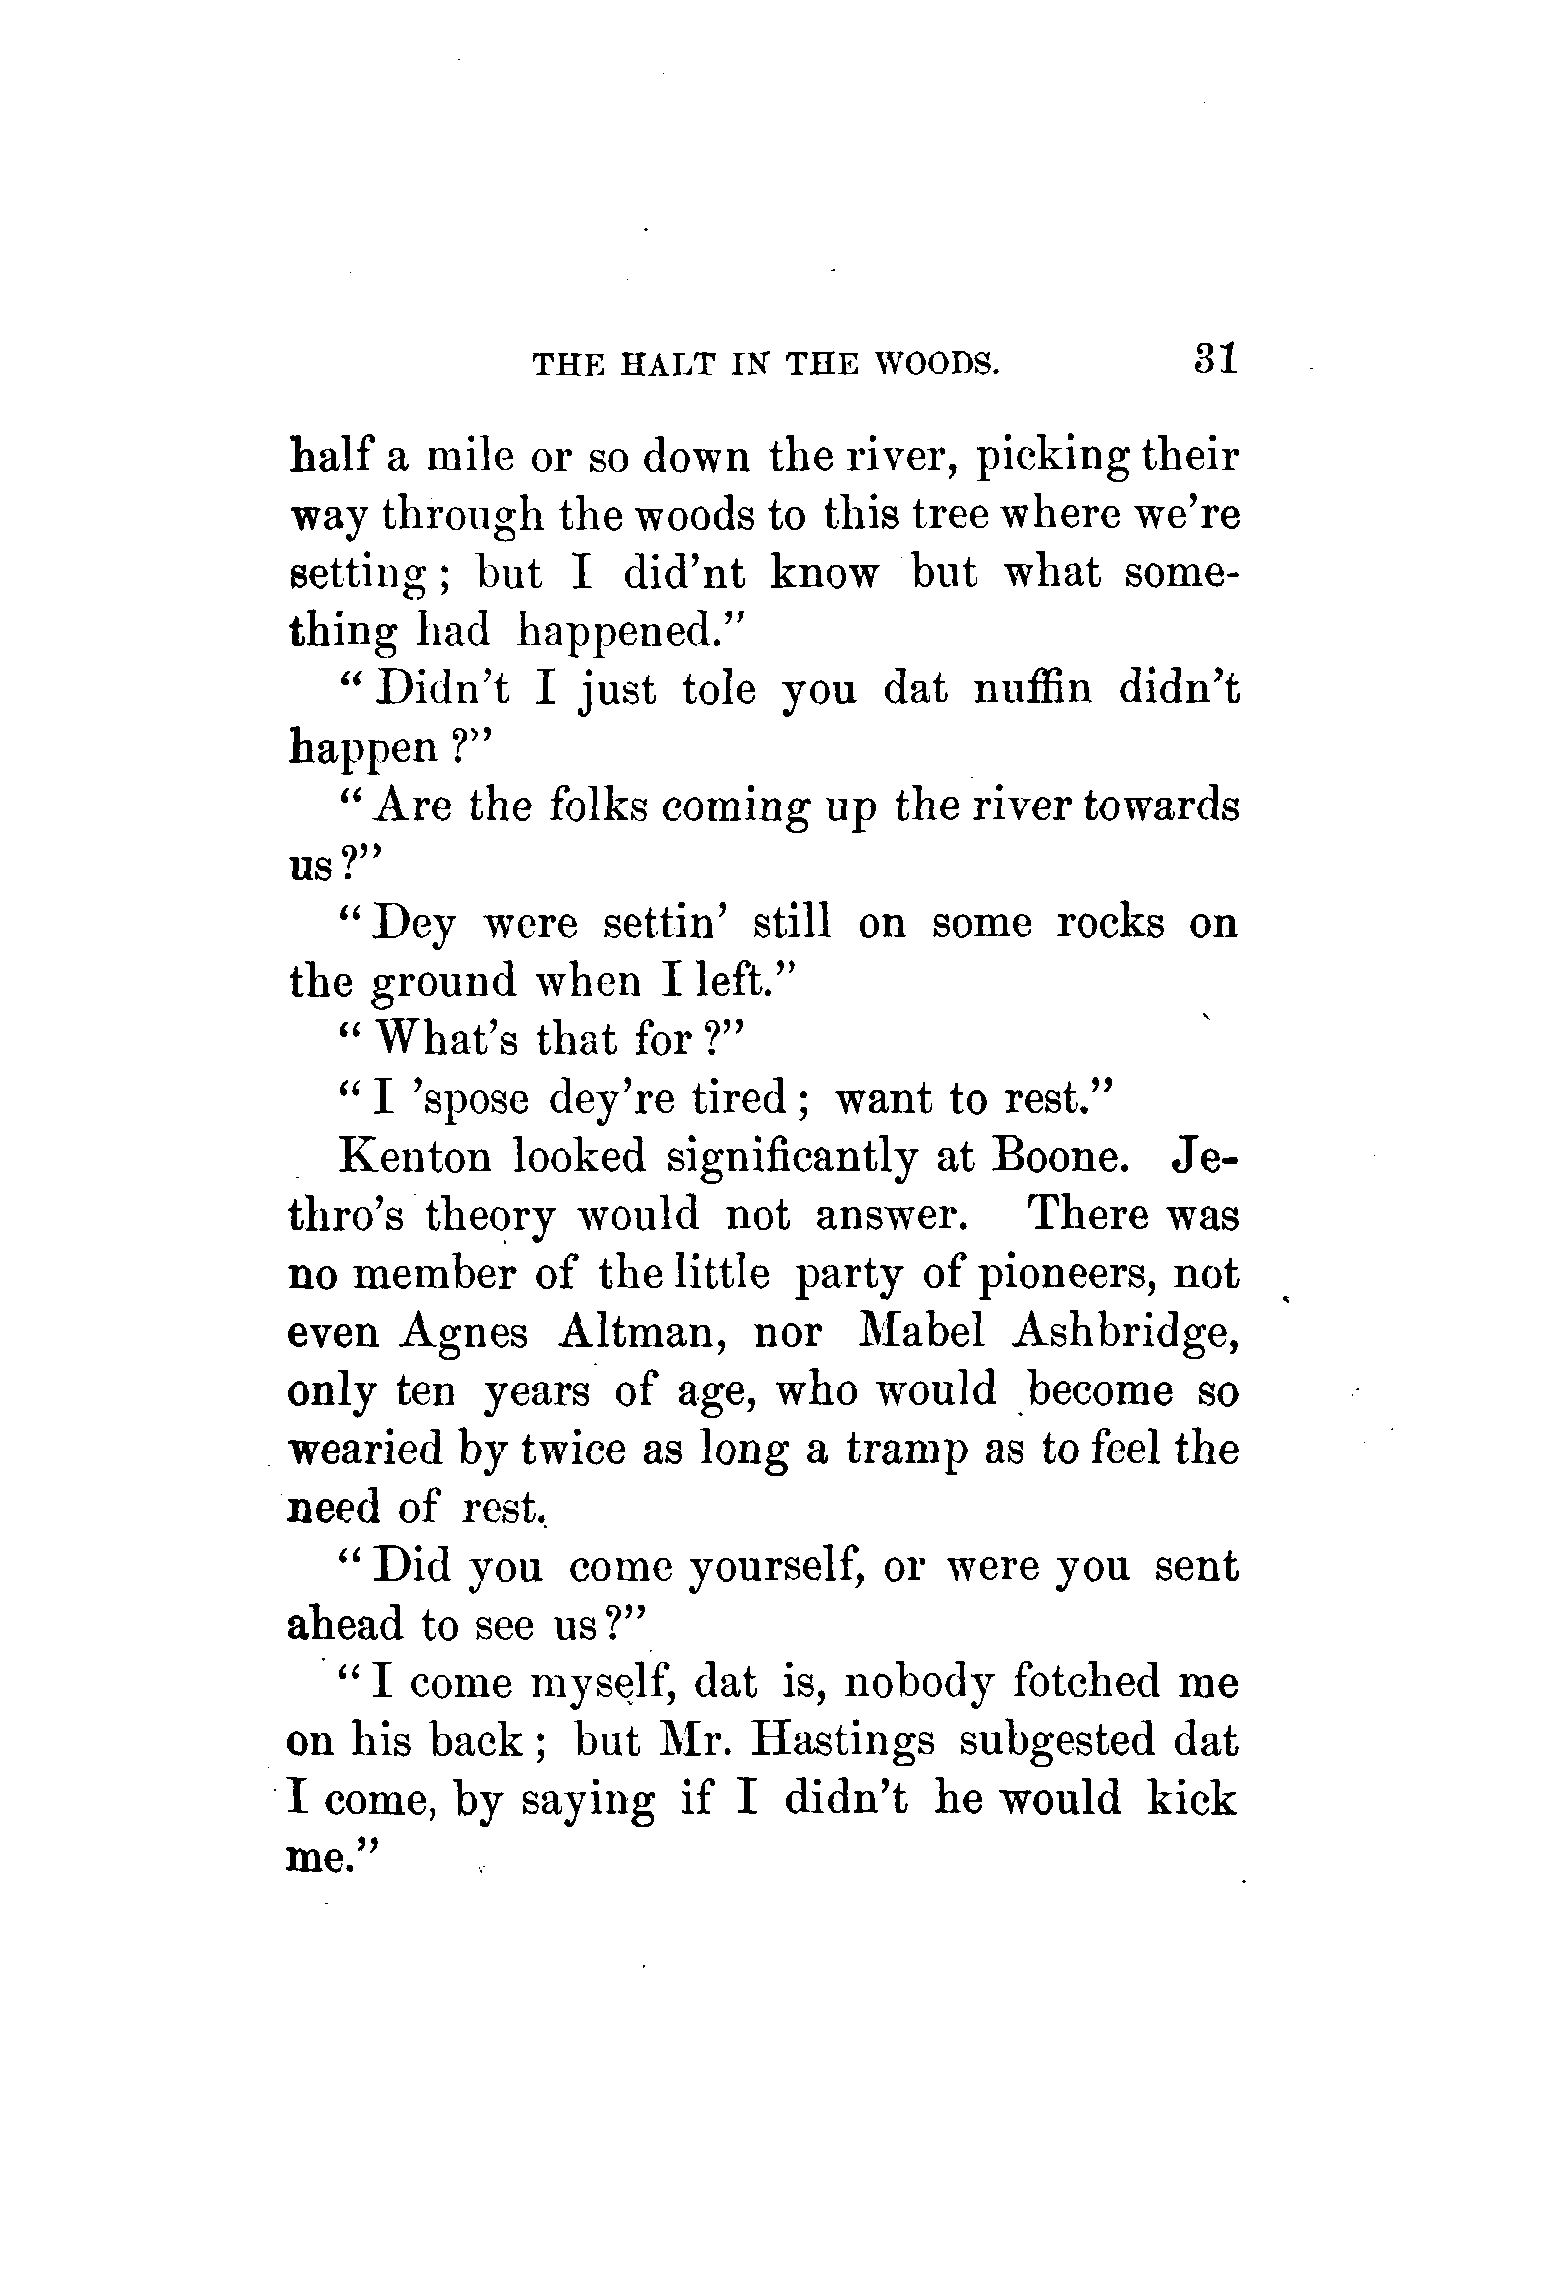 THE HALT IN THE WOODS. 31
half a mile or so down the river, picking their
way through the woods to this tree where we're
setting; but I did'nt know but what some-
thing had happened."
"Didn't I just tole you dat nuffin didn't
happen?"
"Are the folks coming up the river towards
us?"
"Dey were settin' still on some rocks on
the ground when I left."
"What's that for?"
"I 'spose dey're tired; want to rest."
Kenton looked significantly at Boone. Je-
thro's theory would not answer. There was
no member of the little party of pioneers, not
even Agnes Altman, nor Mabel Ashbridge,
only ten years of age, who would become so
wearied by twice as long a tramp as to feel the
need of rest.
"Did you come yourself, or were you sent
ahead to see us?"
"I come myself, dat is, nobody fotched me
on his back; but Mr. Hastings subgested dat
I come, by saying if I didn't he would kick
me."